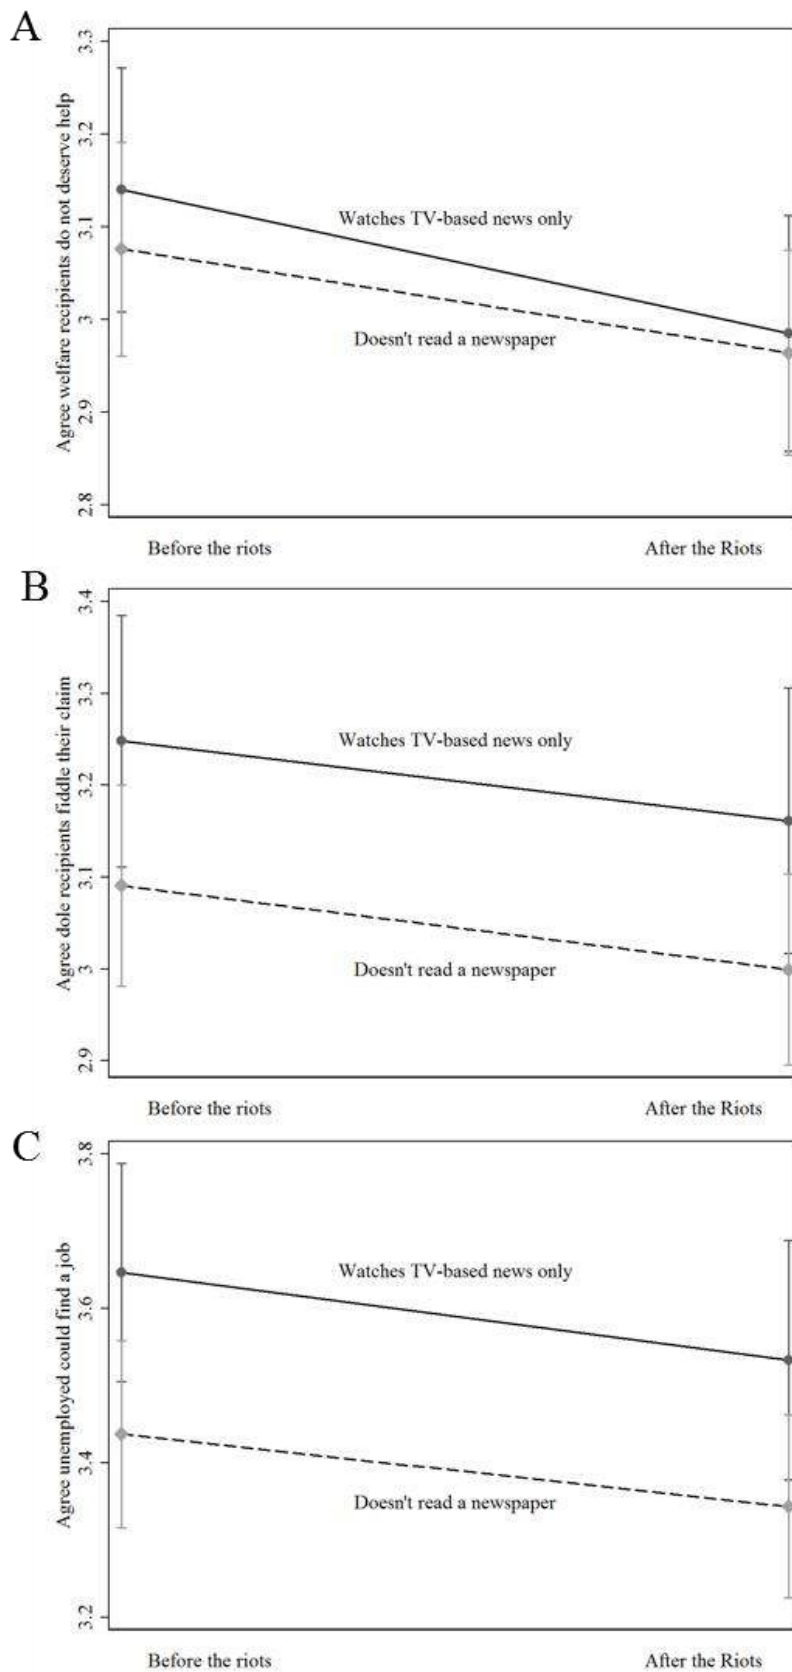 A
Agree welfare recipients do not deserve help
3.3
3.2
3.1
3
2.9
2.8
Watches TV-based news only
Doesn't read a newspaper
Before the riots After the Riots
B
Agree dole recipients fiddle their claim
3.4
3.3
3.2
3.1
3
2.9
Watches TV-based news only
Doesn't read a newspaper
Before the riots After the Riots
C
Agree unemployed could find a job
3.8
3.6
3.4
3.2
Watches TV-based news only
Doesn't read a newspaper
Before the riots After the Riots